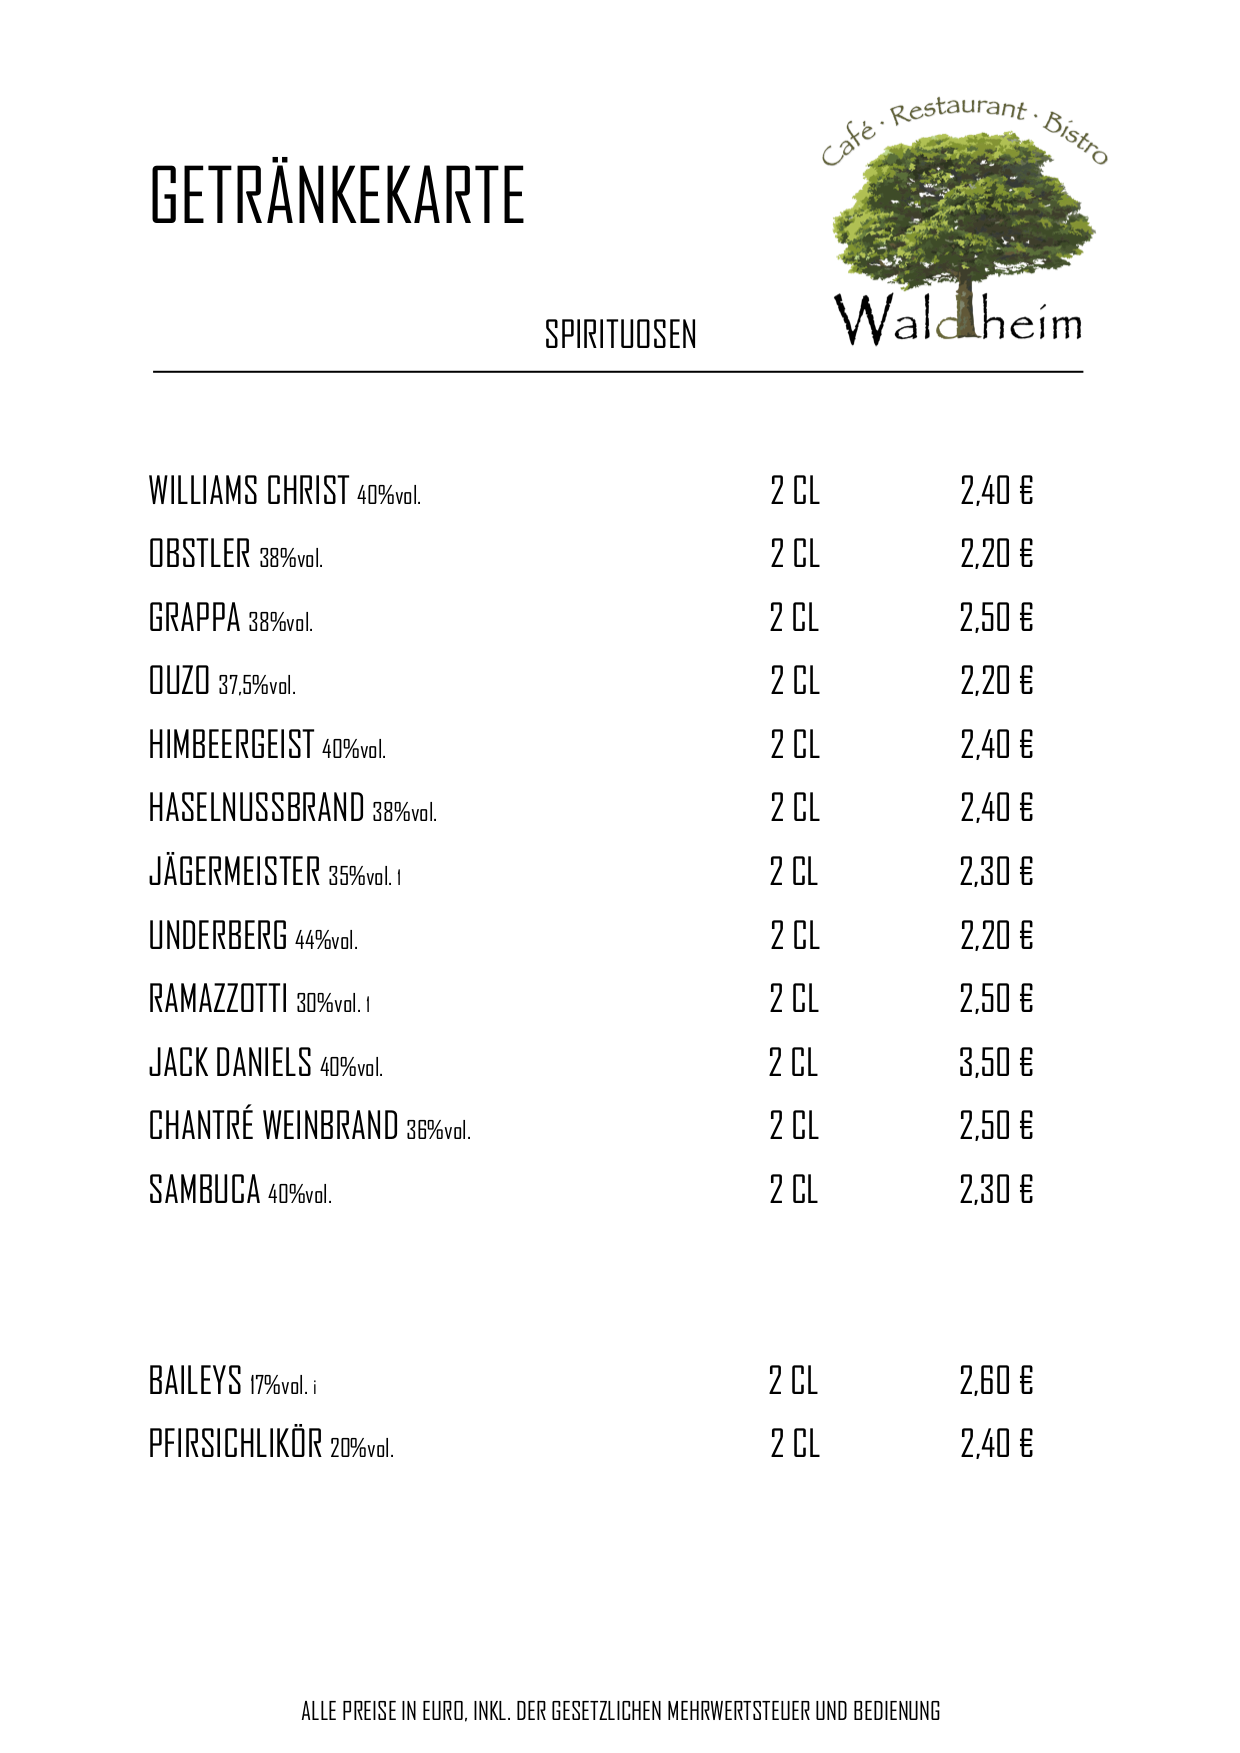 Café · Restaurant · Bistro
GETRÄNKEKARTE
Waldheim
SPIRITUOSEN
WILLIAMS CHRIST 40%vol. 2 CL 2,40 €
OBSTLER 38%vol. 2 CL 2,20 €
GRAPPA 38%vol. 2 CL 2,50 €
OUZO 37,5%vol. 2 CL 2,20 €
HIMBEERGEIST 40%vol. 2 CL 2,40 €
HASELNUSSBRAND 38%vol. 2 CL 2,40 €
JÄGERMEISTER 35%vol. 1 2 CL 2,30 €
UNDERBERG 44%vol. 2 CL 2,20 €
RAMAZZOTTI 30%vol. 1 2 CL 2,50 €
JACK DANIELS 40%vol. 2 CL 3,50 €
CHANTRÉ WEINBRAND 36%vol. 2 CL 2,50 €
SAMBUCA 40%vol. 2 CL 2,30 €
BAILEYS 17%vol. i 2 CL 2,60 €
PFIRSICHLIKÖR 20%vol. 2 CL 2,40 €
ALLE PREISE IN EURO, INKL. DER GESETZLICHEN MEHRWERTSTEUER UND BEDIENUNG